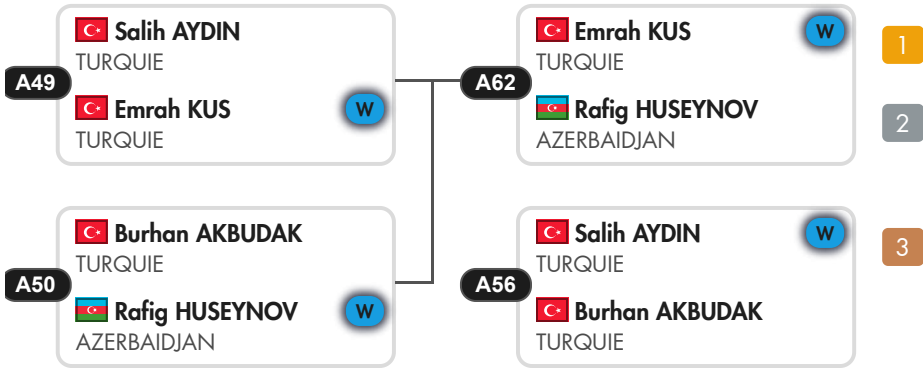 A49
Salih AYDIN
TURQUIE
Emrah KUS W
TURQUIE
A50
Burhan AKBUDAK
TURQUIE
Rafig HUSEYNOV W
AZERBAIDJAN
A62
Emrah KUS W
TURQUIE
Rafig HUSEYNOV
AZERBAIDJAN
A56
Salih AYDIN W
TURQUIE
Burhan AKBUDAK
TURQUIE
1
2
3